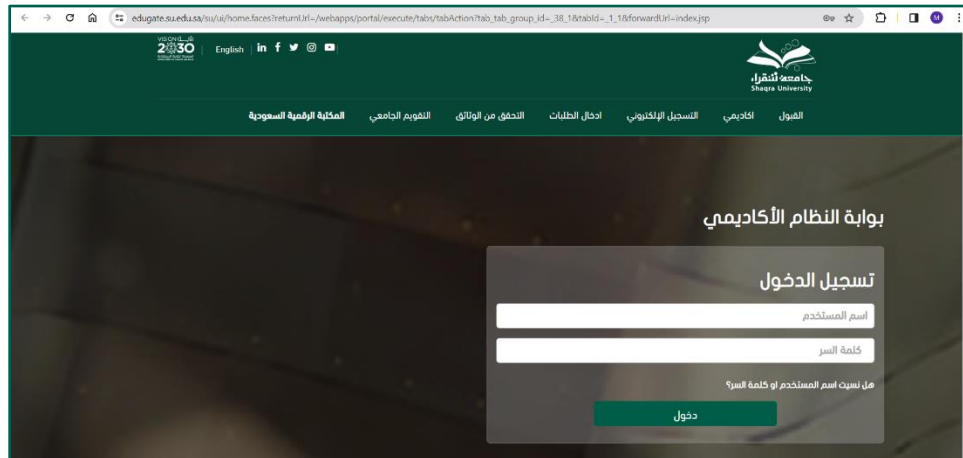 edugate.su.edu.sa/su/ui/home.faces?returnUrl=/webapps/portal/execute/tabs/tabAction?tab_tab_group_id=_38_1&tabId=_1_1&forwardUrl=index.jsp
M
2030
English
جامعة شقراء
Shaqra University
القبول اكاديمي التسجيل الإلكتروني ادخال الطلبات التحقق من الوثائق التقويم الجامعي المكتبة الرقمية السعودية
بوابة النظام الأكاديمي
تسجيل الدخول
اسم المستخدم
كلمة السر
هل نسيت اسم المستخدم او كلمة السر؟
دخول